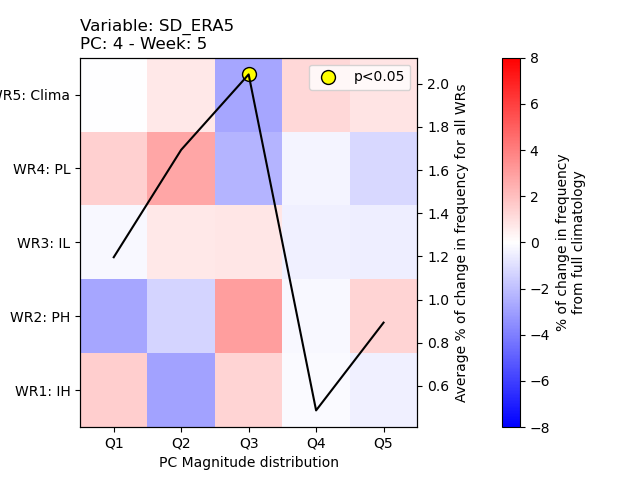 Variable: SD_ERA5
PC: 4 - Week: 5
p<0.05
WR5: Clima
WR4: PL
WR3: IL
WR2: PH
WR1: IH
Q1 Q2 Q3 Q4 Q5
PC Magnitude distribution
2.0
1.8
1.6
1.4
1.2
1.0
0.8
0.6
Average % of change in frequency for all WRs
8
6
4
2
0
−2
−4
−6
−8
% of change in frequency
from full climatology